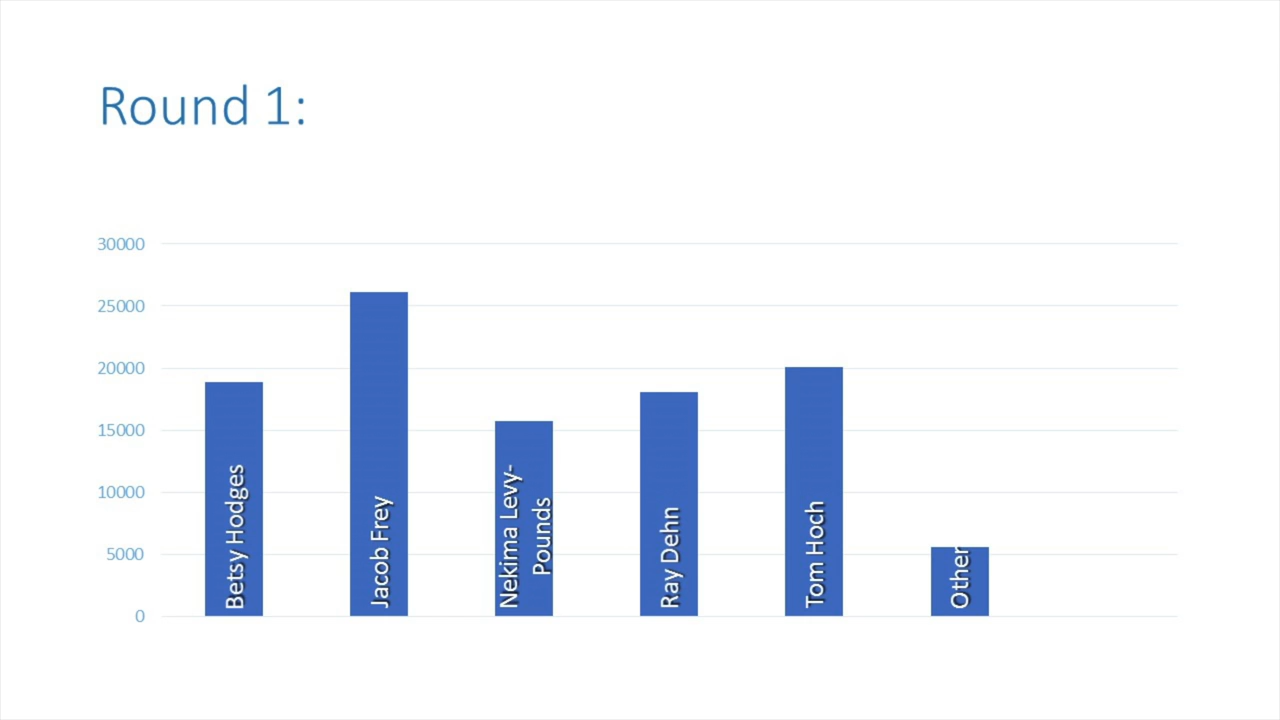 Round 1:
30000
25000
20000
15000
10000
5000
0
Betsy Hodges
Jacob Frey
Nekima Levy-
Pounds
Ray Dehn
Tom Hoch
Other